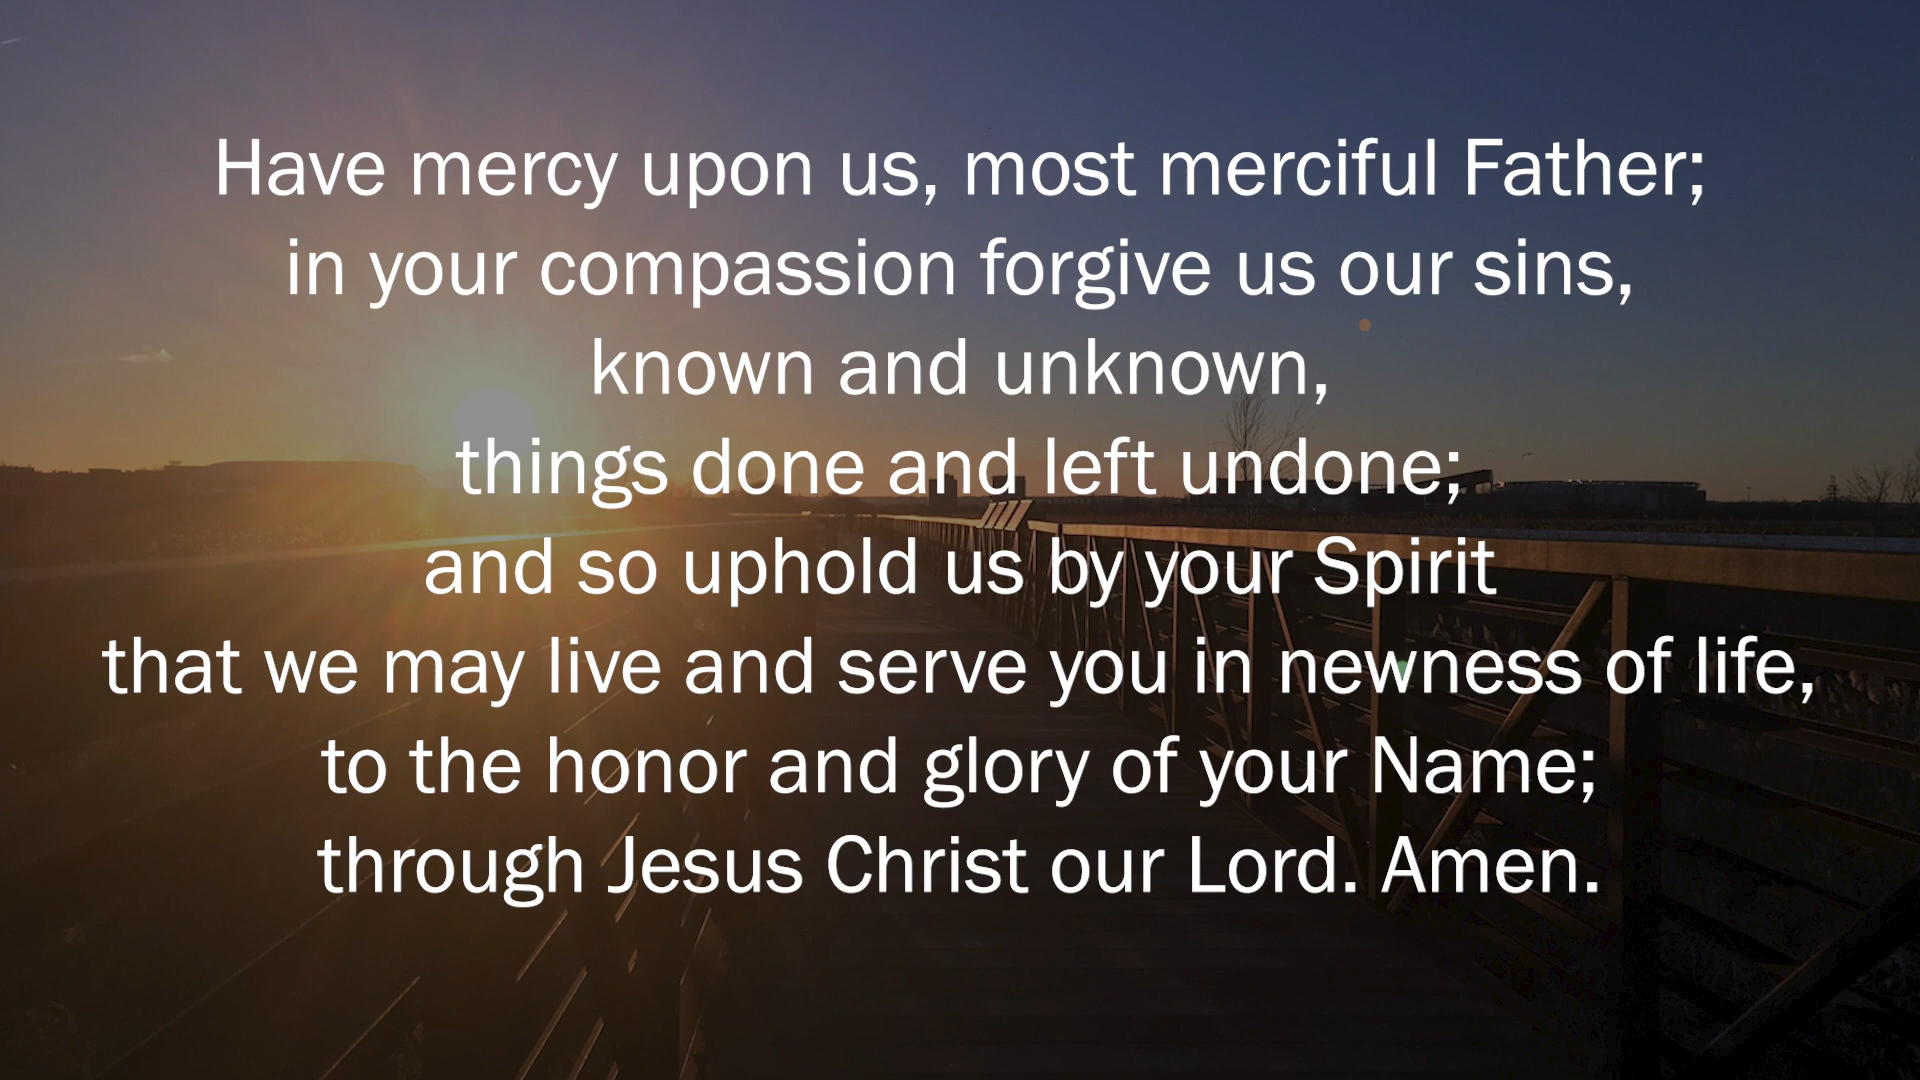 Have mercy upon us, most merciful Father;
in your compassion forgive us our sins,
known and unknown,
things done and left undone;
and so uphold us by your Spirit
that we may live and serve you in newness of life,
to the honor and glory of your Name;
through Jesus Christ our Lord. Amen.